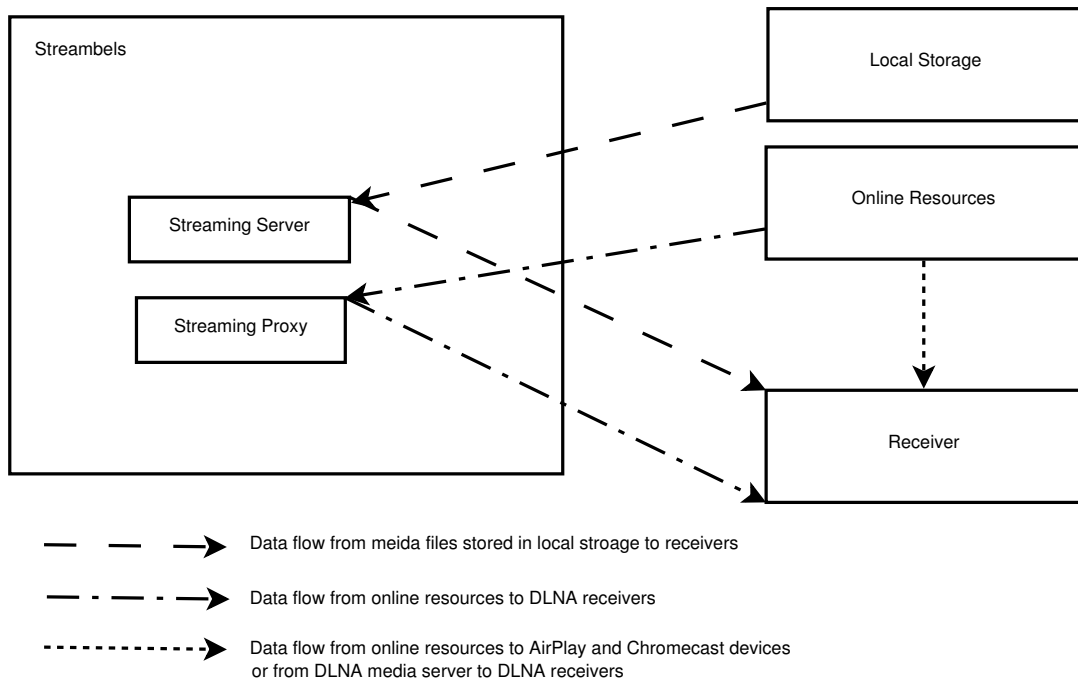 Streambels
Local Storage
Online Resources
Streaming Server
Streaming Proxy
Receiver
Data flow from meida files stored in local stroage to receivers
Data flow from online resources to DLNA receivers
Data flow from online resources to AirPlay and Chromecast devices
or from DLNA media server to DLNA receivers